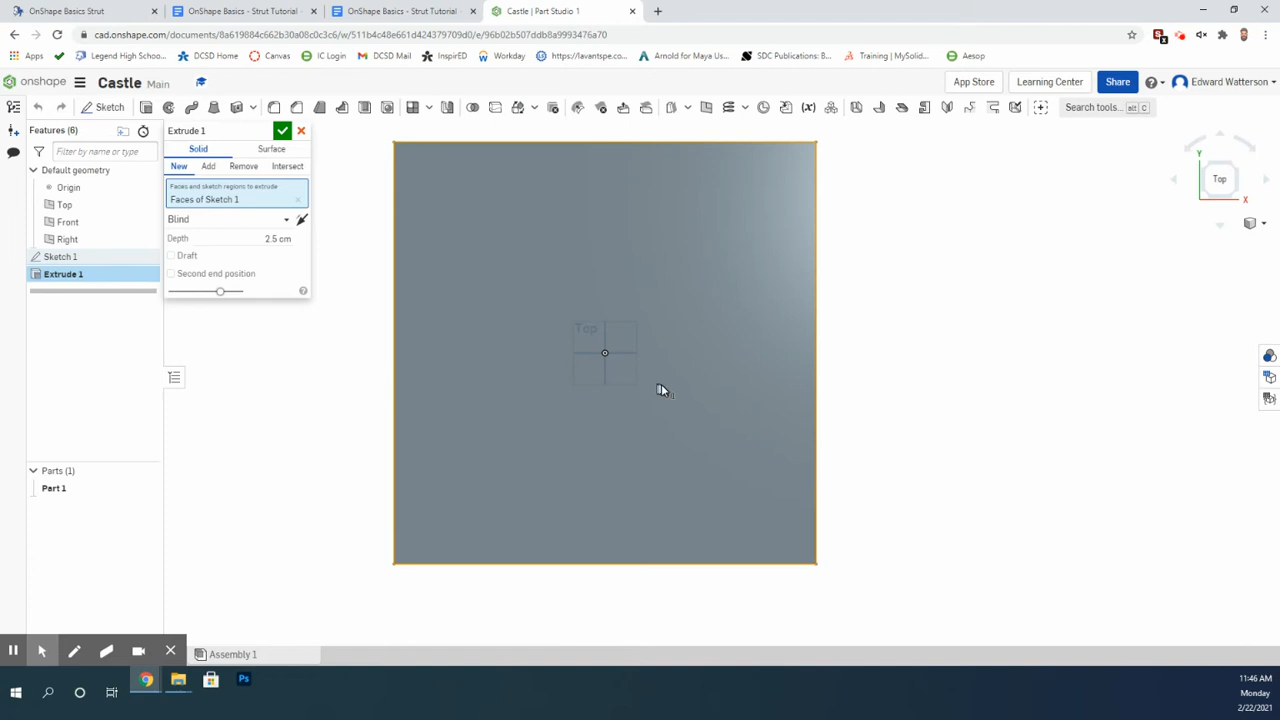 OnShape Basics Strut
OnShape Basics - Strut Tutorial -
OnShape Basics - Strut Tutorial
Castle | Part Studio 1
cad.onshape.com/documents/8a619884c662b30a08c0c3c6/w/511b4c48e661d424379709d0/e/96b02b507ddb8a9993476a70
Apps
Legend High School...
DCSD Home
Canvas
IC Login
DCSD Mail
InspirED
Workday
https://lavantspe.co...
Arnold for Maya Us...
SDC Publications: B...
Training | MySolid...
Aesop
onshape
Castle Main
App Store
Learning Center
Share
Edward Watterson
Sketch
Search tools...
alt C
Features (6)
Filter by name or type
Default geometry
Origin
Top
Front
Right
Sketch 1
Extrude 1
Extrude 1
Solid
Surface
New
Add
Remove
Intersect
Faces and sketch regions to extrude
Faces of Sketch 1
Blind
Depth
2.5 cm
Draft
Second end position
Top
Y
Top
X
Parts (1)
Part 1
Assembly 1
Ps
11:46 AM
Monday
2/22/2021